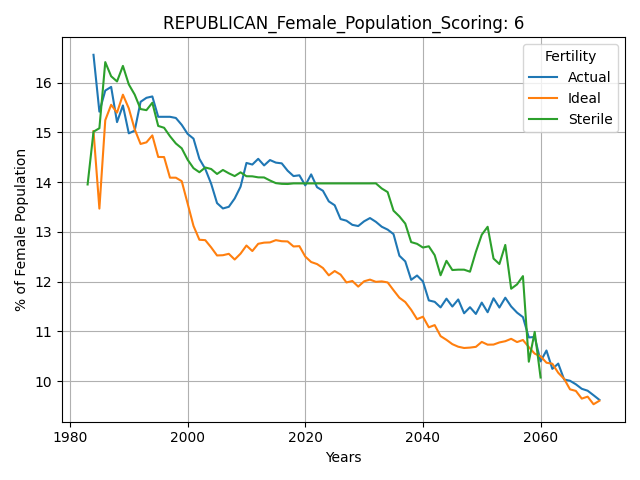 REPUBLICAN_Female_Population_Scoring: 6
Fertility
Actual
Ideal
Sterile
% of Female Population
16
15
14
13
12
11
10
1980
2000
2020
2040
2060
Years